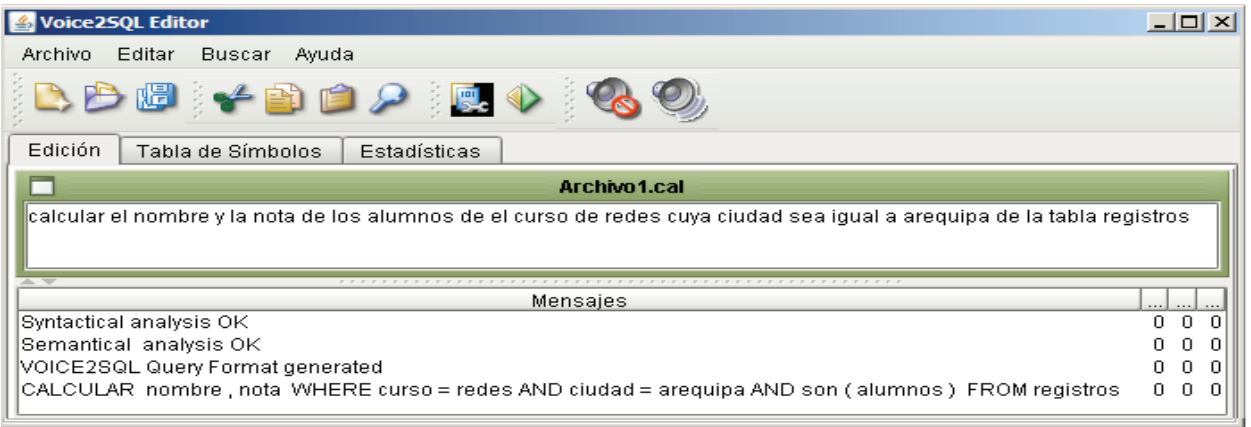 Voice2SQL Editor
Archivo Editar Buscar Ayuda
Edición Tabla de Símbolos Estadísticas
Archivo1.cal
calcular el nombre y la nota de los alumnos de el curso de redes cuya ciudad sea igual a arequipa de la tabla registros
Mensajes ... ... ...
Syntactical analysis OK 0 0 0
Semantical analysis OK 0 0 0
VOICE2SQL Query Format generated 0 0 0
CALCULAR nombre , nota WHERE curso = redes AND ciudad = arequipa AND son ( alumnos ) FROM registros 0 0 0